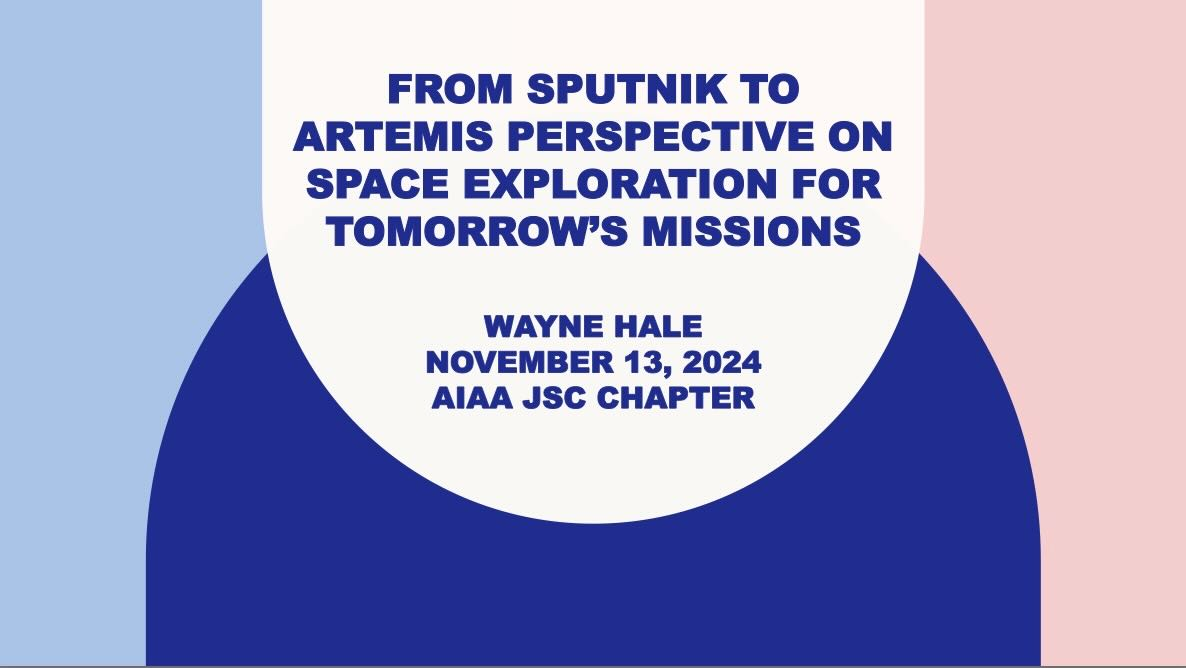 FROM SPUTNIK TO
ARTEMIS PERSPECTIVE ON
SPACE EXPLORATION FOR
TOMORROW’S MISSIONS
WAYNE HALE
NOVEMBER 13, 2024
AIAA JSC CHAPTER